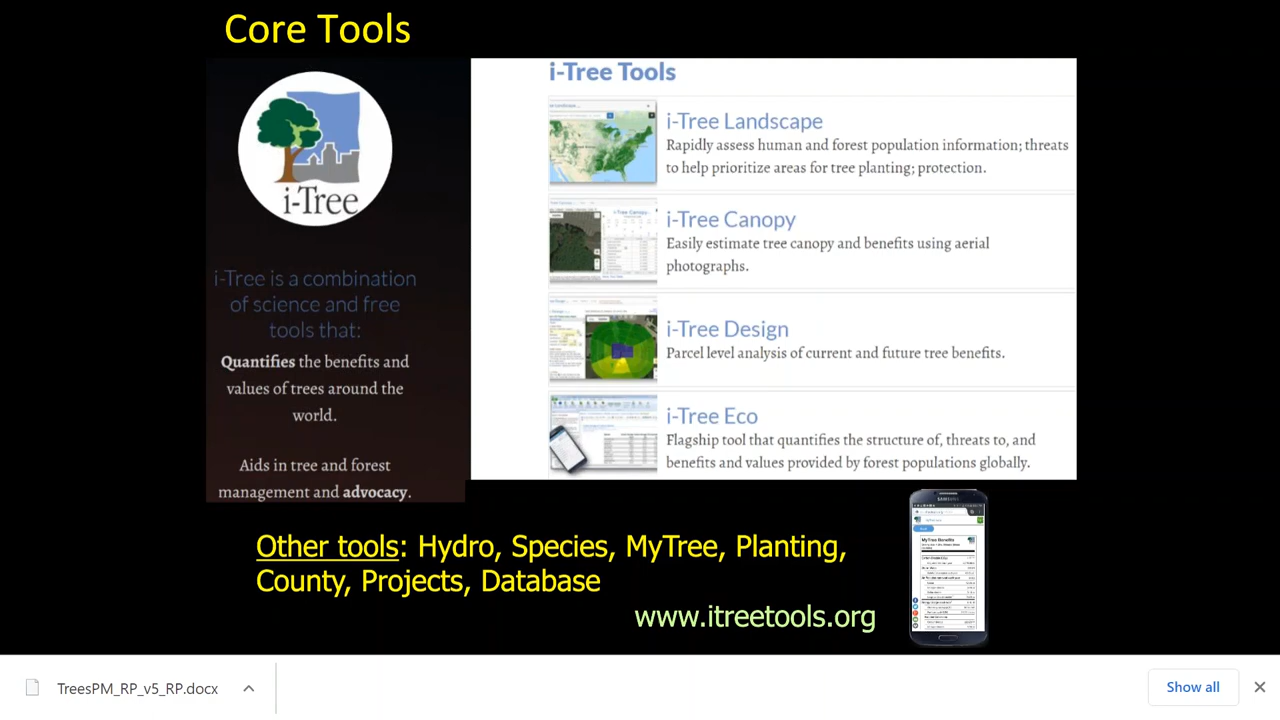 Core Tools
i-Tree
i-Tree is a combination
of science and free
tools that:
Quantifies the benefits and
values of trees around the
world.
Aids in tree and forest
management and advocacy.
i-Tree Tools
i-Tree Landscape
Rapidly assess human and forest population information; threats
to help prioritize areas for tree planting; protection.
i-Tree Canopy
Easily estimate tree canopy and benefits using aerial
photographs.
i-Tree Design
Parcel level analysis of current and future tree benefits.
i-Tree Eco
Flagship tool that quantifies the structure of, threats to, and
benefits and values provided by forest populations globally.
Other tools: Hydro, Species, MyTree, Planting,
County, Projects, Database
www.itreetools.org
SAMSUNG
MyTree Benefits
TreesPM_RP_v5_RP.docx
Show all